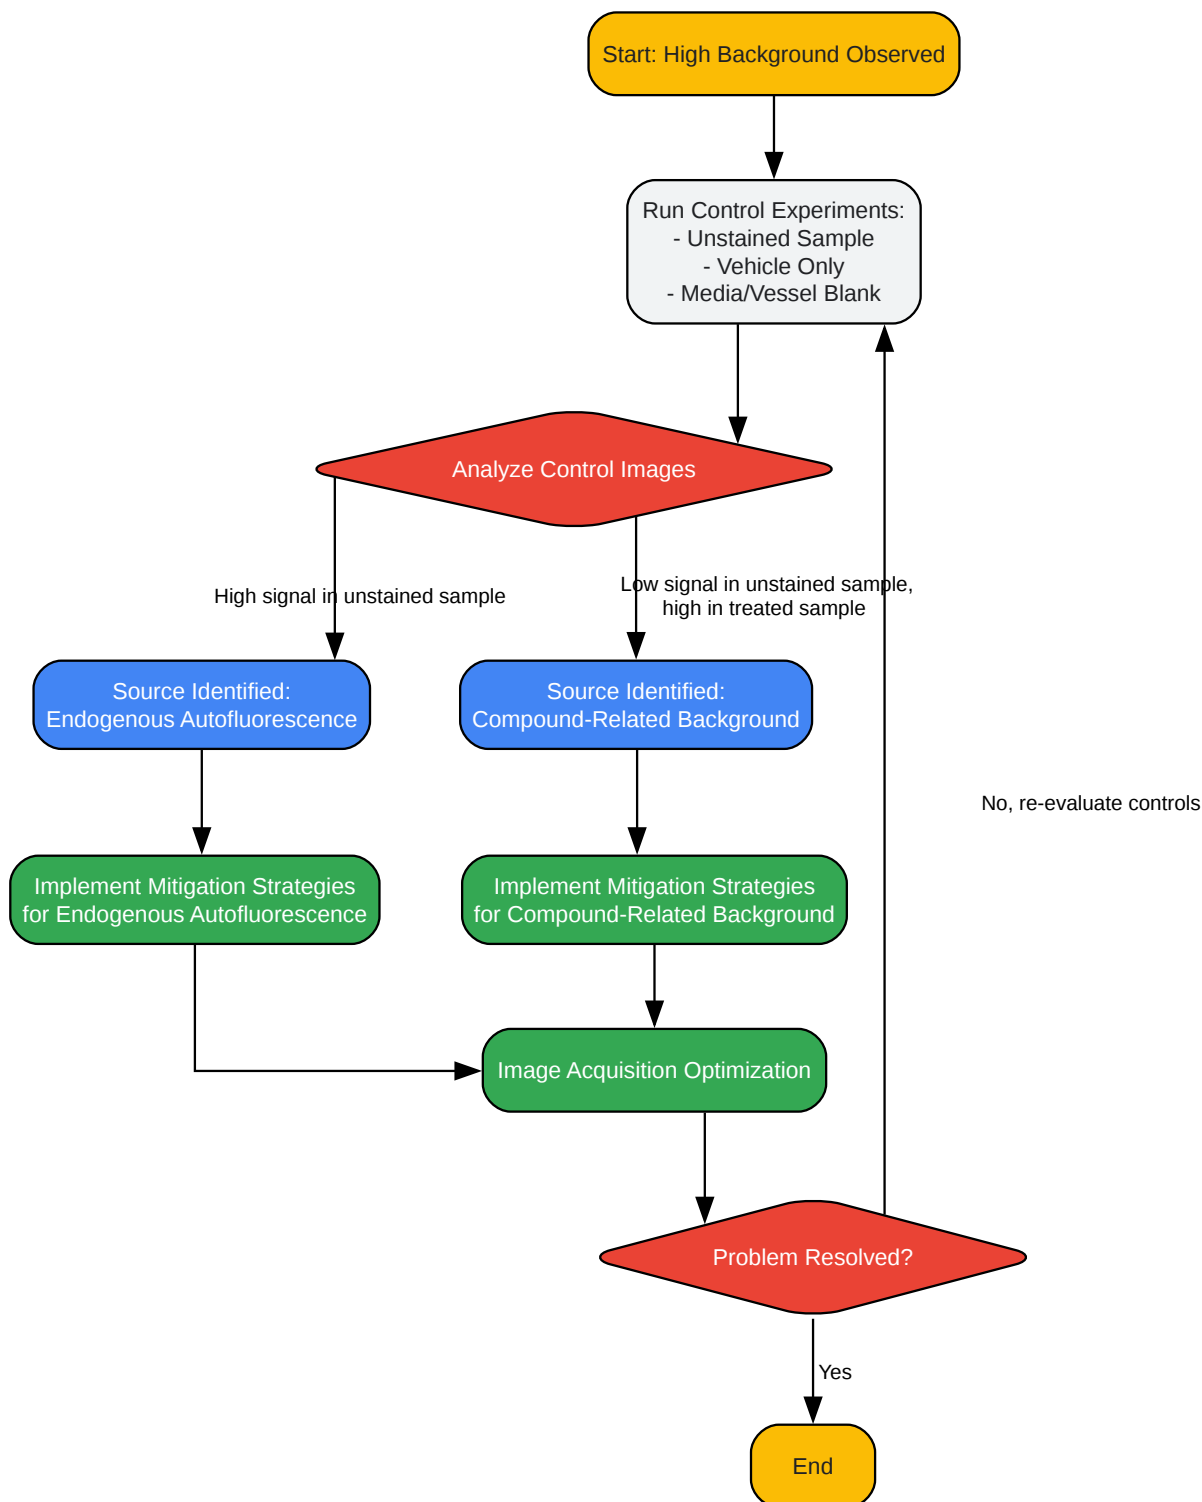 Start: High Background Observed
Run Control Experiments:
- Unstained Sample
- Vehicle Only
- Media/Vessel Blank
Analyze Control Images
High signal in unstained sample
Low signal in unstained sample,
high in treated sample
Source Identified:
Endogenous Autofluorescence
Source Identified:
Compound-Related Background
No, re-evaluate controls
Implement Mitigation Strategies
for Endogenous Autofluorescence
Implement Mitigation Strategies
for Compound-Related Background
Image Acquisition Optimization
Problem Resolved?
Yes
End